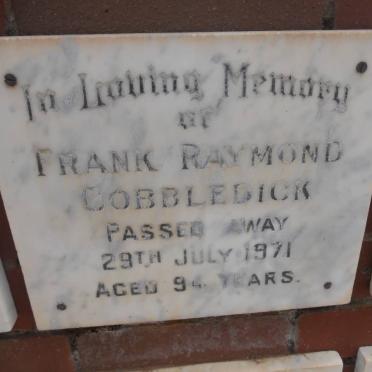 In Loving Memory
of
FRANK RAYMOND
COBBLEDICK
PASSED AWAY
29TH JULY 1971
AGED 94 YEARS.